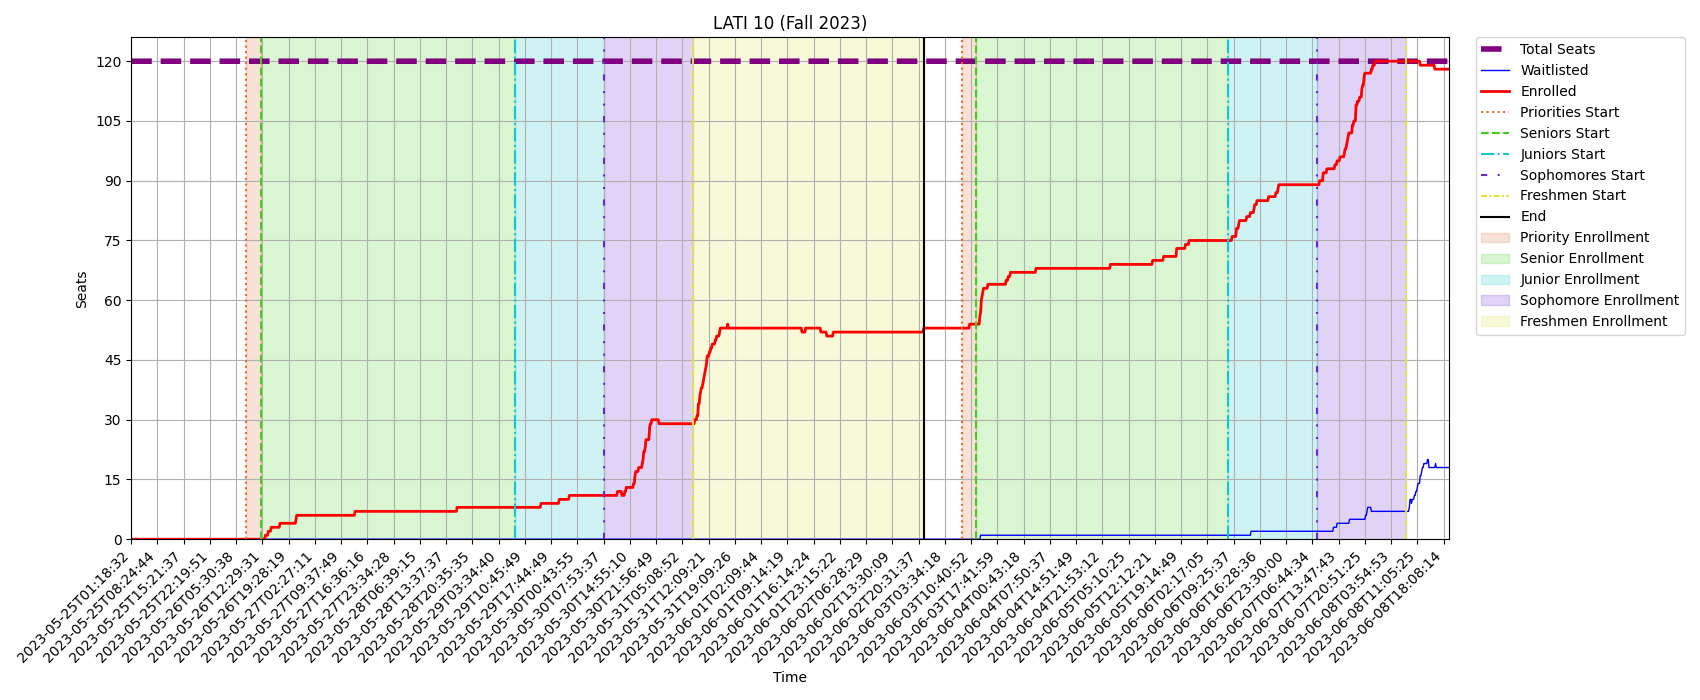 LATI 10 (Fall 2023)
Seats
120
105
90
75
60
45
30
15
0
2023-05-25T01:18:32
2023-05-25T08:24:44
2023-05-25T15:21:37
2023-05-25T22:19:51
2023-05-26T05:30:38
2023-05-26T12:29:31
2023-05-26T19:28:19
2023-05-27T02:27:11
2023-05-27T09:37:49
2023-05-27T16:36:16
2023-05-27T23:34:28
2023-05-28T06:39:15
2023-05-28T13:37:37
2023-05-28T20:35:35
2023-05-29T03:34:40
2023-05-29T10:45:49
2023-05-29T17:44:49
2023-05-30T00:43:55
2023-05-30T07:53:37
2023-05-30T14:55:10
2023-05-30T21:56:49
2023-05-31T05:08:52
2023-05-31T12:09:21
2023-05-31T19:09:26
2023-06-01T02:09:44
2023-06-01T09:14:19
2023-06-01T16:14:24
2023-06-01T23:15:22
2023-06-02T06:28:29
2023-06-02T13:30:09
2023-06-02T20:31:37
2023-06-03T03:34:18
2023-06-03T10:40:52
2023-06-03T17:41:59
2023-06-04T00:43:18
2023-06-04T07:50:37
2023-06-04T14:51:49
2023-06-04T21:53:12
2023-06-05T05:10:25
2023-06-05T12:12:21
2023-06-05T19:14:49
2023-06-06T02:17:05
2023-06-06T09:25:37
2023-06-06T16:28:36
2023-06-06T23:30:00
2023-06-07T06:44:34
2023-06-07T13:47:43
2023-06-07T20:51:25
2023-06-08T03:54:53
2023-06-08T11:05:25
2023-06-08T18:08:14
Time
Total Seats
Waitlisted
Enrolled
Priorities Start
Seniors Start
Juniors Start
Sophomores Start
Freshmen Start
End
Priority Enrollment
Senior Enrollment
Junior Enrollment
Sophomore Enrollment
Freshmen Enrollment